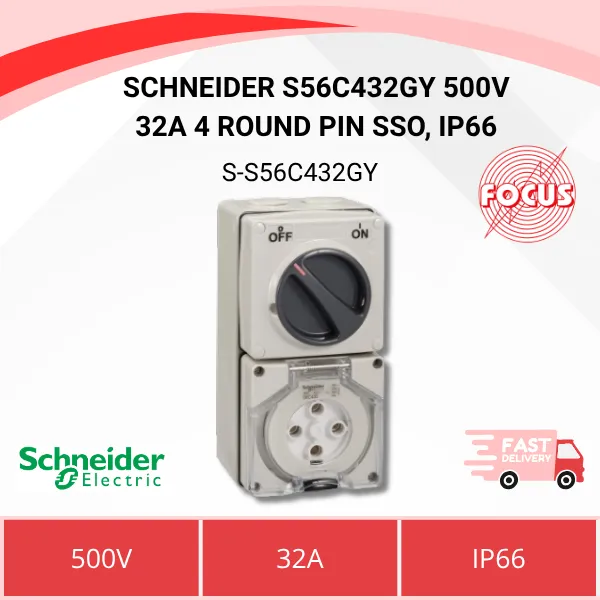 SCHNEIDER S56C432GY 500V
32A 4 ROUND PIN SSO, IP66
S-S56C432GY
FOCUS
O I
OFF ON
Schneider
Schneider
Electric
FAST
DELIVERY
500V 32A IP66